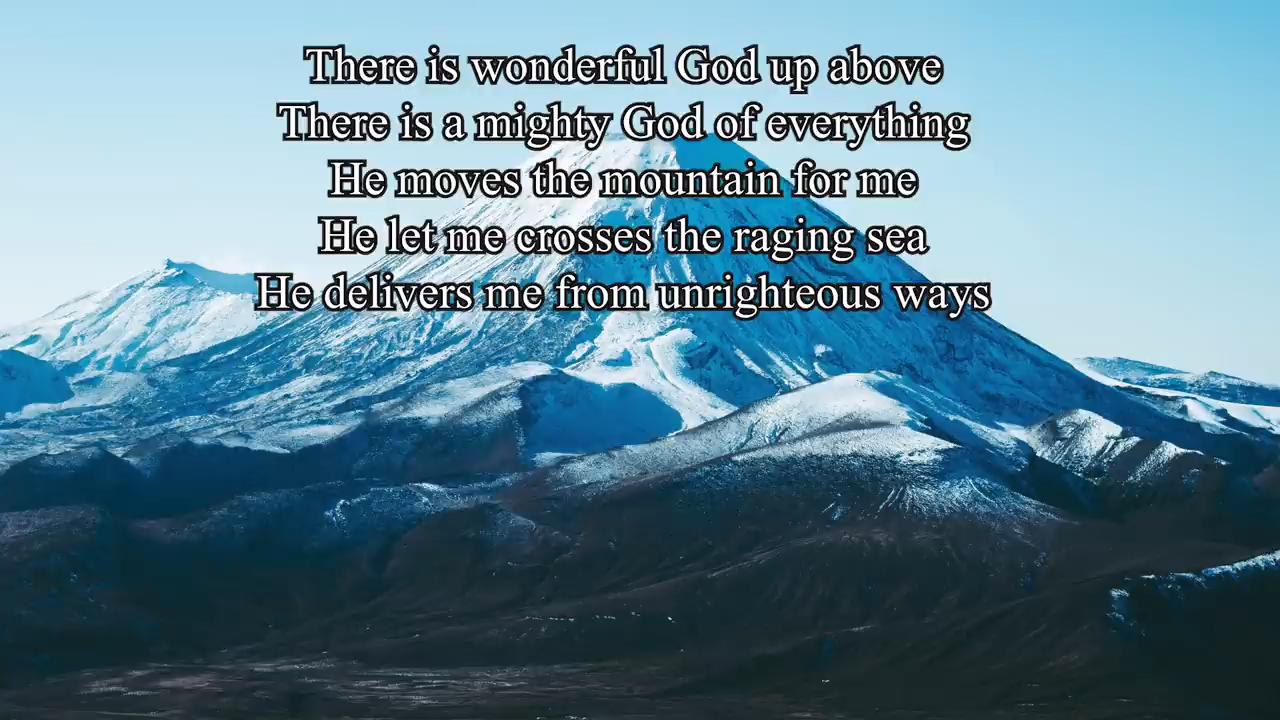 There is wonderful God up above
There is a mighty God of everything
He moves the mountain for me
He let me crosses the raging sea
He delivers me from unrighteous ways